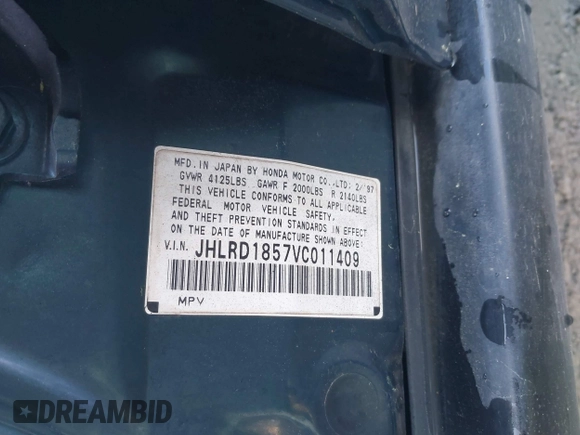 MFD. IN JAPAN BY HONDA MOTOR CO.,LTD: 2/'97
GVWR 4125LBS GAWR F 2000LBS R 2140LBS
THIS VEHICLE CONFORMS TO ALL APPLICABLE
FEDERAL MOTOR VEHICLE SAFETY,
AND THEFT PREVENTION STANDARDS IN EFFECT
ON THE DATE OF MANUFACTURE SHOWN ABOVE:
V.I.N. JHLRD1857VC011409
MPV
DREAMBID